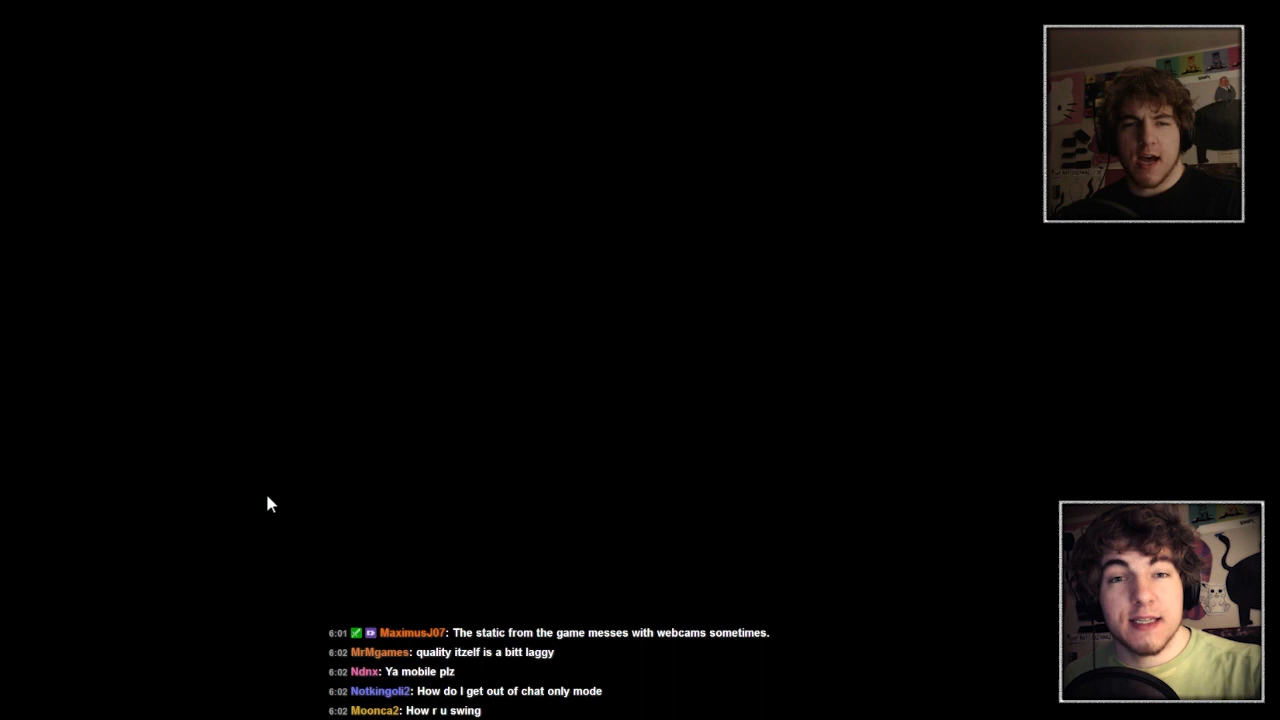 6:01 MaximusJ07: The static from the game messes with webcams sometimes.
6:02 MrMgames: quality itzelf is a bitt laggy
6:02 Ndnx: Ya mobile plz
6:02 Notkingoli2: How do I get out of chat only mode
6:02 Moonca2: How r u swing